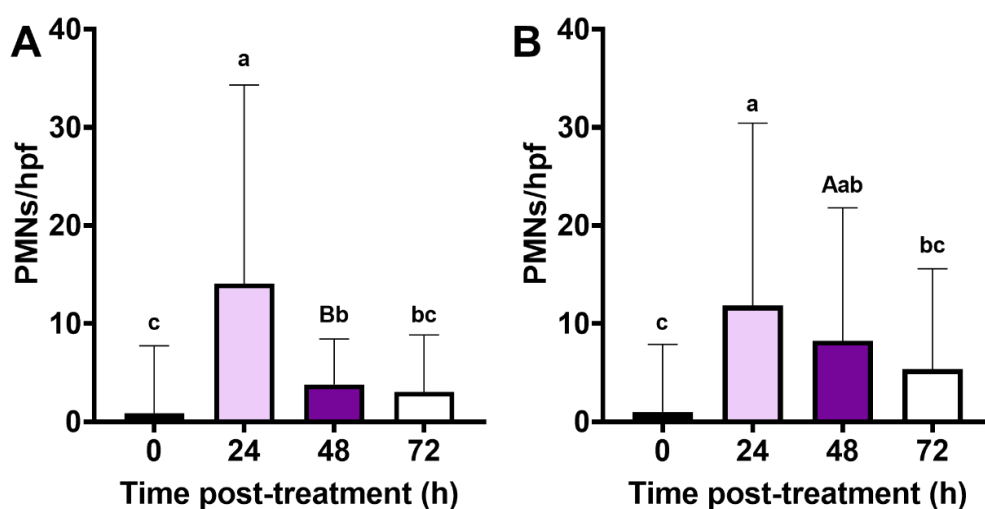 A
PMNs/hpf
40
30
20
10
0
c
a
Bb
bc
0 24 48 72
Time post-treatment (h)
B
PMNs/hpf
40
30
20
10
0
c
a
Aab
bc
0 24 48 72
Time post-treatment (h)